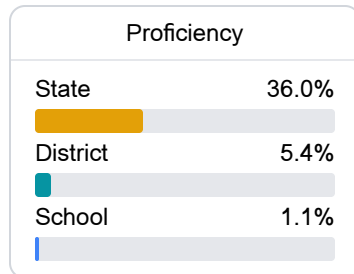 Proficiency
State 36.0%
District 5.4%
School 1.1%